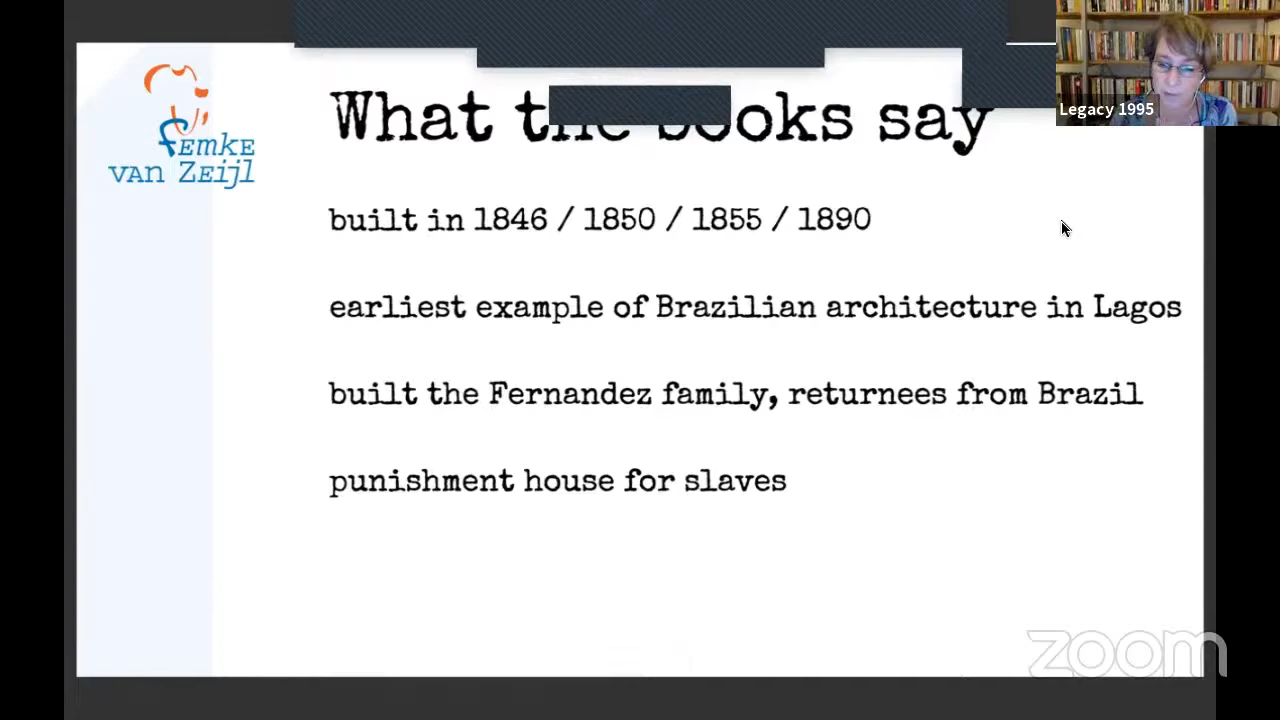 What the books say
Legacy 1995
fEMKE
VAN ZEIJL
built in 1846 / 1850 / 1855 / 1890
earliest example of Brazilian architecture in Lagos
built the Fernandez family, returnees from Brazil
punishment house for slaves
zoom